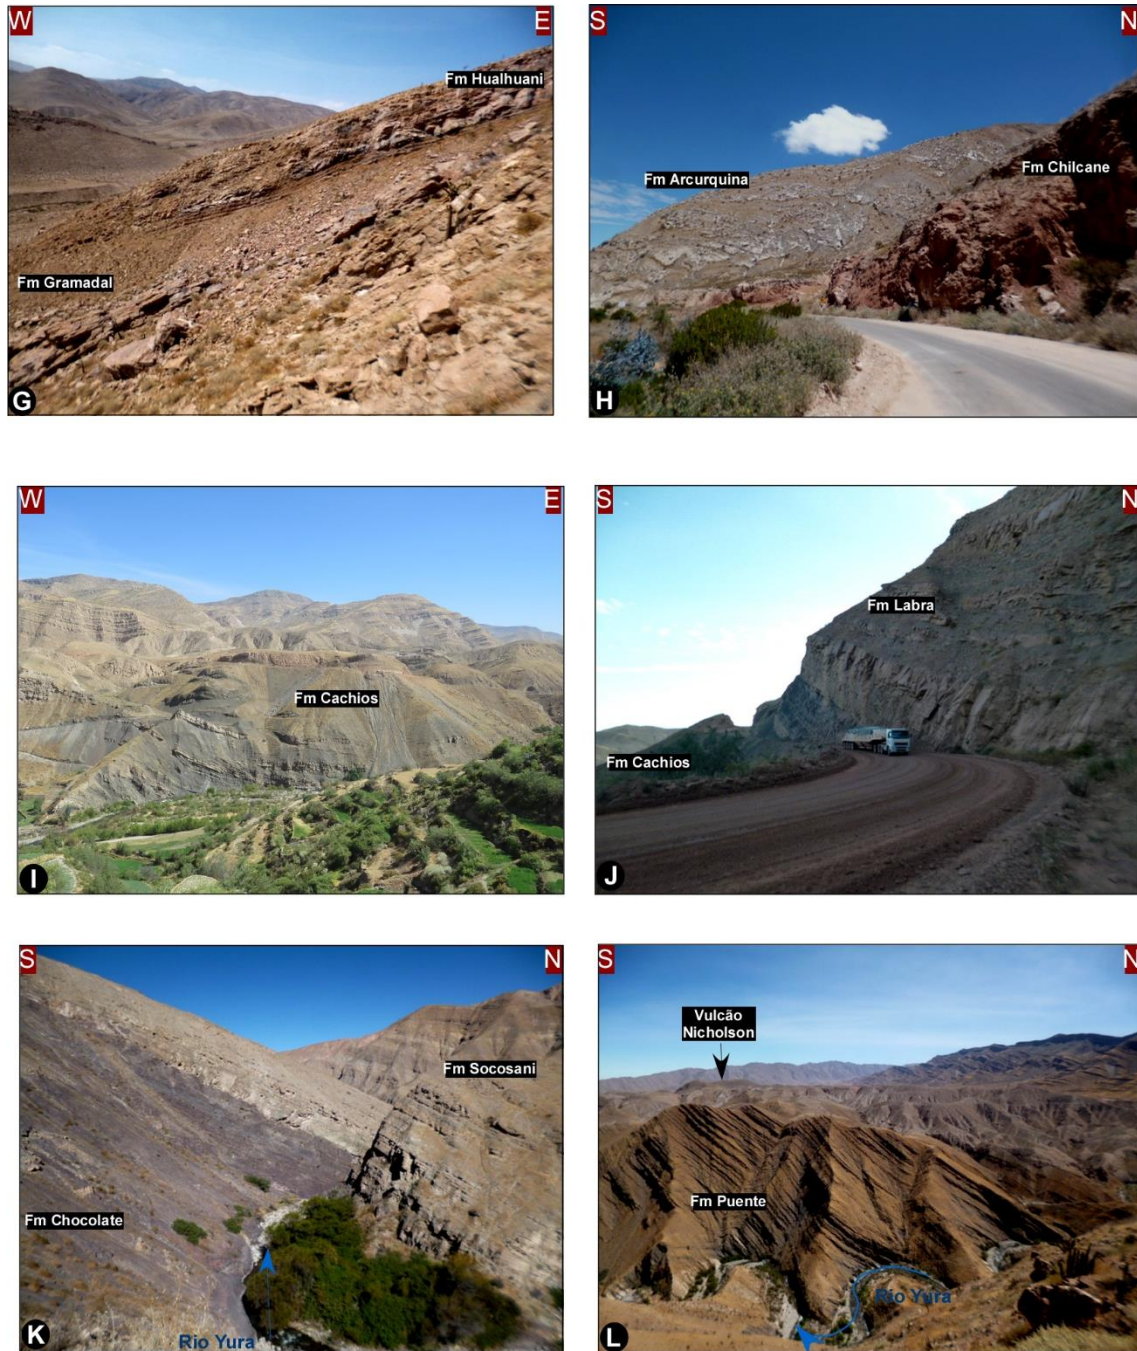 W
E
Fm Hualhuani
Fm Gramadal
G
S
N
Fm Arcurquina
Fm Chilcane
H
W
E
Fm Cachios
I
S
N
Fm Labra
Fm Cachios
J
S
N
Fm Socosani
Fm Chocolate
Rio Yura
K
S
N
Vulcão
Nicholson
Fm Puente
Rio Yura
L